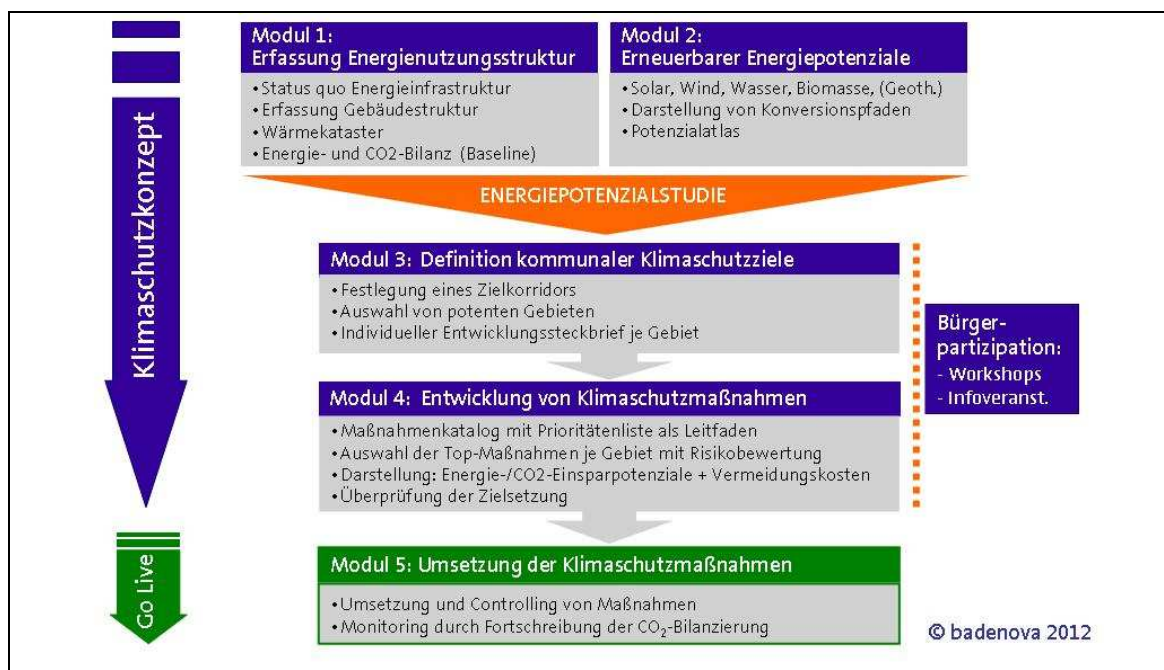 Klimaschutzkonzept
Modul 1:
Erfassung Energienutzungsstruktur
• Status quo Energieinfrastruktur
• Erfassung Gebäudestruktur
• Wärmekataster
• Energie- und CO2-Bilanz (Baseline)
Modul 2:
Erneuerbarer Energiepotenziale
• Solar, Wind, Wasser, Biomasse, (Geoth.)
• Darstellung von Konversionspfaden
• Potenzialatlas
ENERGIEPOTENZIALSTUDIE
Modul 3: Definition kommunaler Klimaschutzziele
• Festlegung eines Zielkorridors
• Auswahl von potenten Gebieten
• Individueller Entwicklungssteckbrief je Gebiet
Modul 4: Entwicklung von Klimaschutzmaßnahmen
• Maßnahmenkatalog mit Prioritätenliste als Leitfaden
• Auswahl der Top-Maßnahmen je Gebiet mit Risikobewertung
• Darstellung: Energie-/CO2-Einsparpotenziale + Vermeidungskosten
• Überprüfung der Zielsetzung
Bürger-
partizipation:
- Workshops
- Infoveranst.
Go Live
Modul 5: Umsetzung der Klimaschutzmaßnahmen
• Umsetzung und Controlling von Maßnahmen
• Monitoring durch Fortschreibung der CO₂-Bilanzierung
© badenova 2012